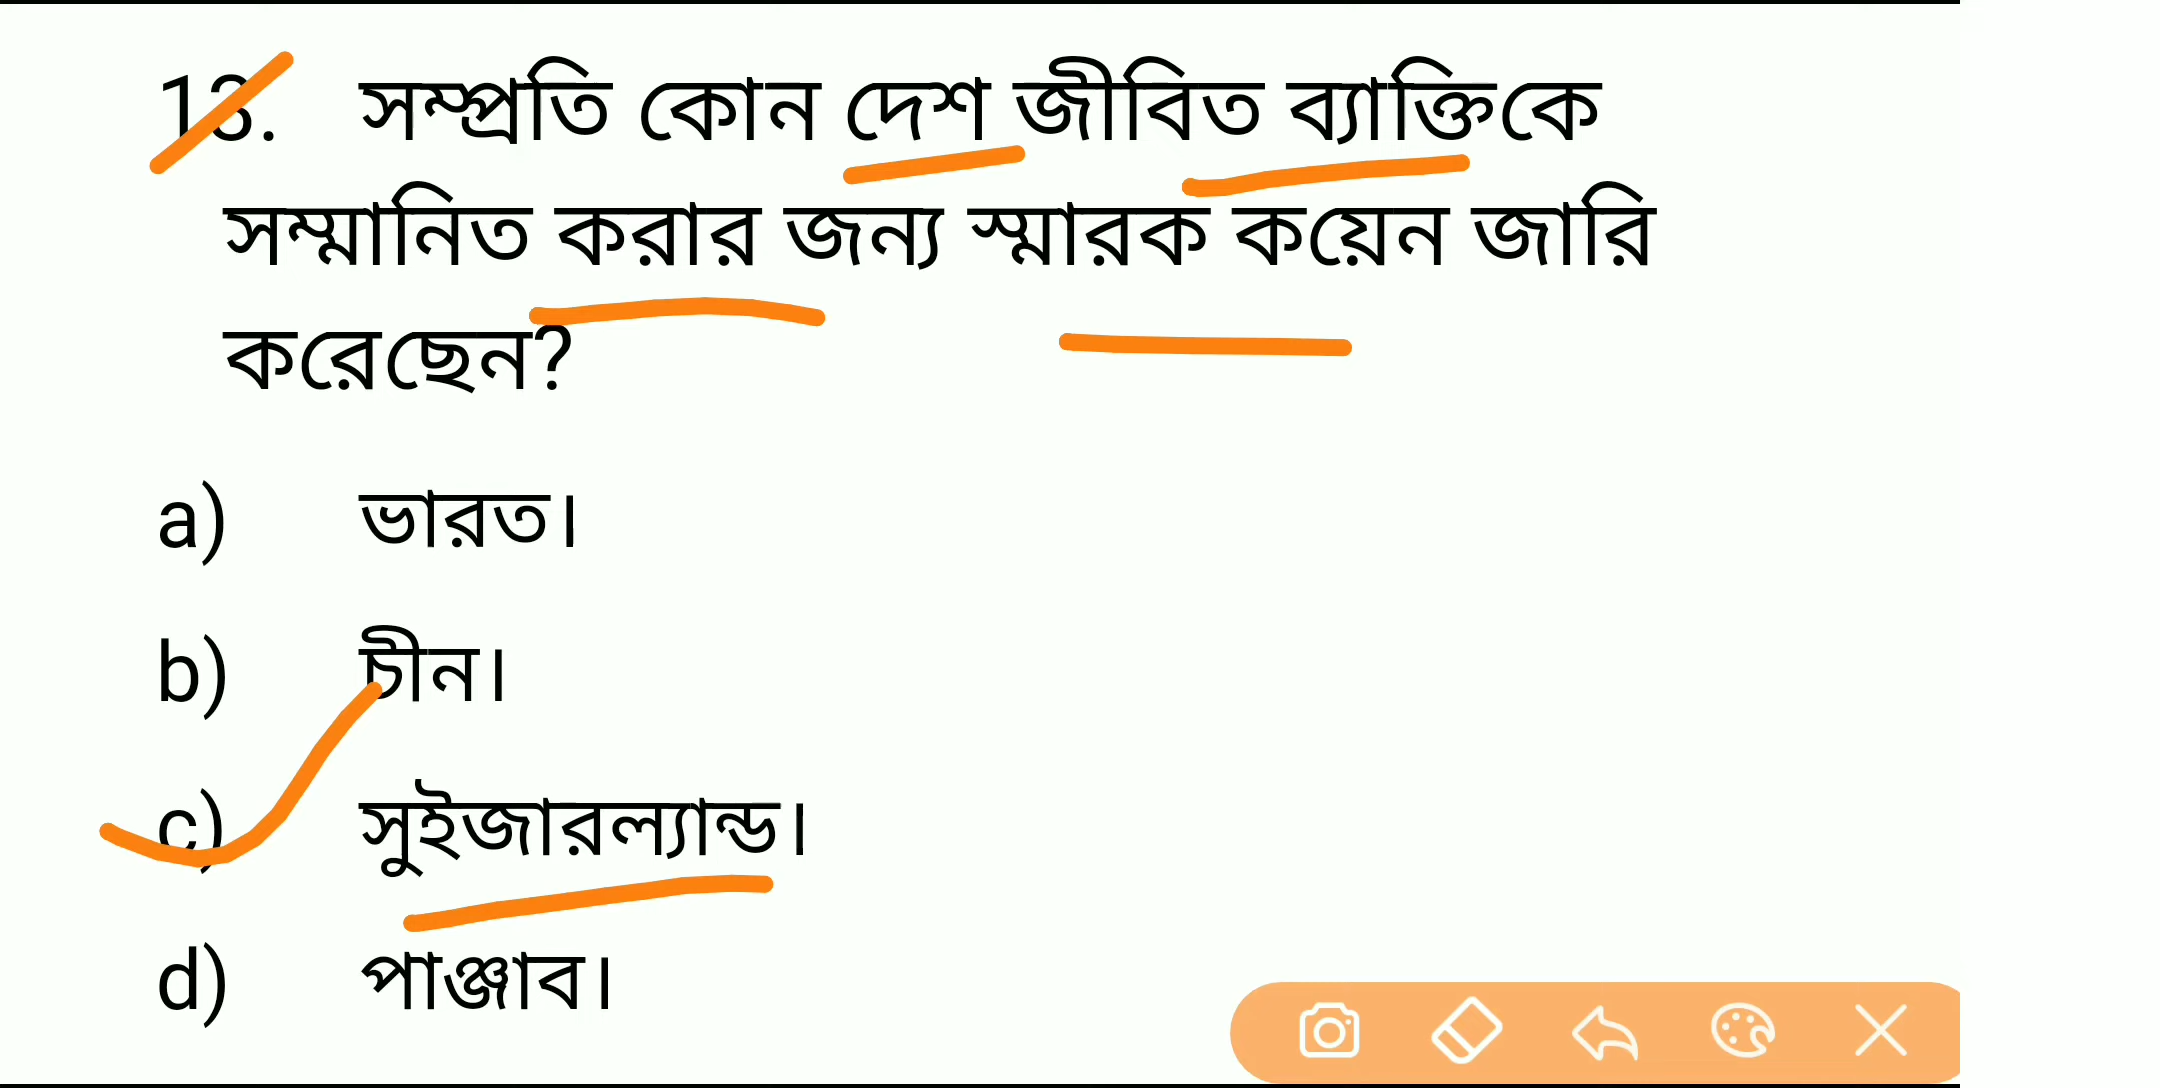 13. সম্প্রতি কোন দেশ জীবিত ব্যাক্তিকে
সম্মানিত করার জন্য স্মারক কয়েন জারি
করেছেন?
a) ভারত।
b) চীন।
c) সুইজারল্যান্ড।
d) পাঞ্জাব।